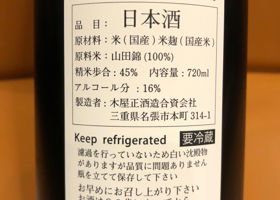 品目： 日本酒
原材料：米(国産)米麹(国産米)
原料米：山田錦(100%)
精米歩合：45% 内容量：720ml
アルコール分 ：16%
製造者：木屋正酒造合資会社
三重県名張市本町 314-1
Keep refrigerated 要冷蔵
濾過を行っていないため白い沈殿物
がありますが品質に問題ありません
瓶を立てて保存して下さい
お早めにお召し上がり下さい